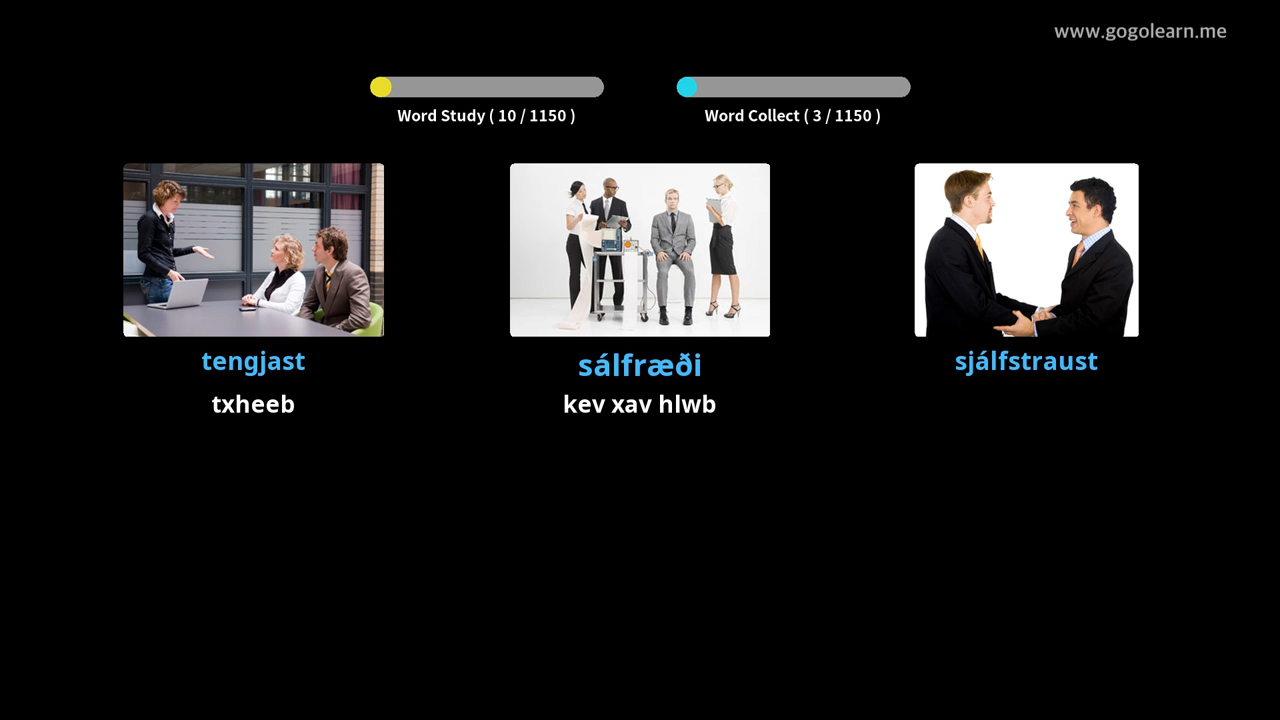 www.gogolearn.me
Word Study ( 10 / 1150 )
Word Collect ( 3 / 1150 )
tengjast
sálfræði
sjálfstraust
txheeb
kev xav hlwb